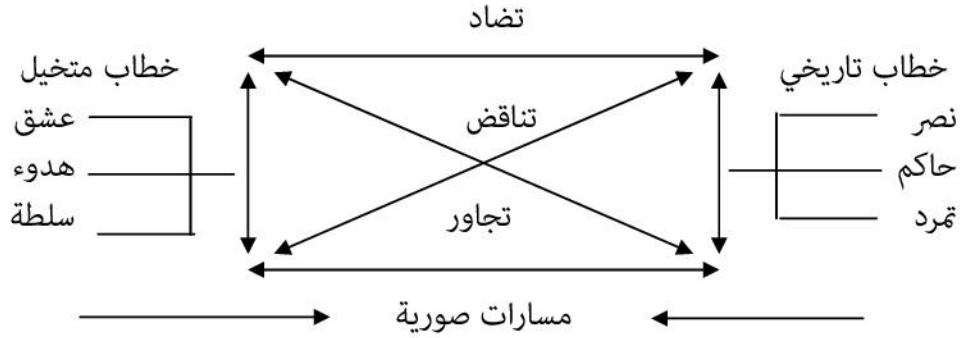 تضاد
خطاب تاريخي
خطاب متخيل
نصر
تناقض
عشق
حاكم
هدوء
تمرد
تجاور
سلطة
مسارات صورية